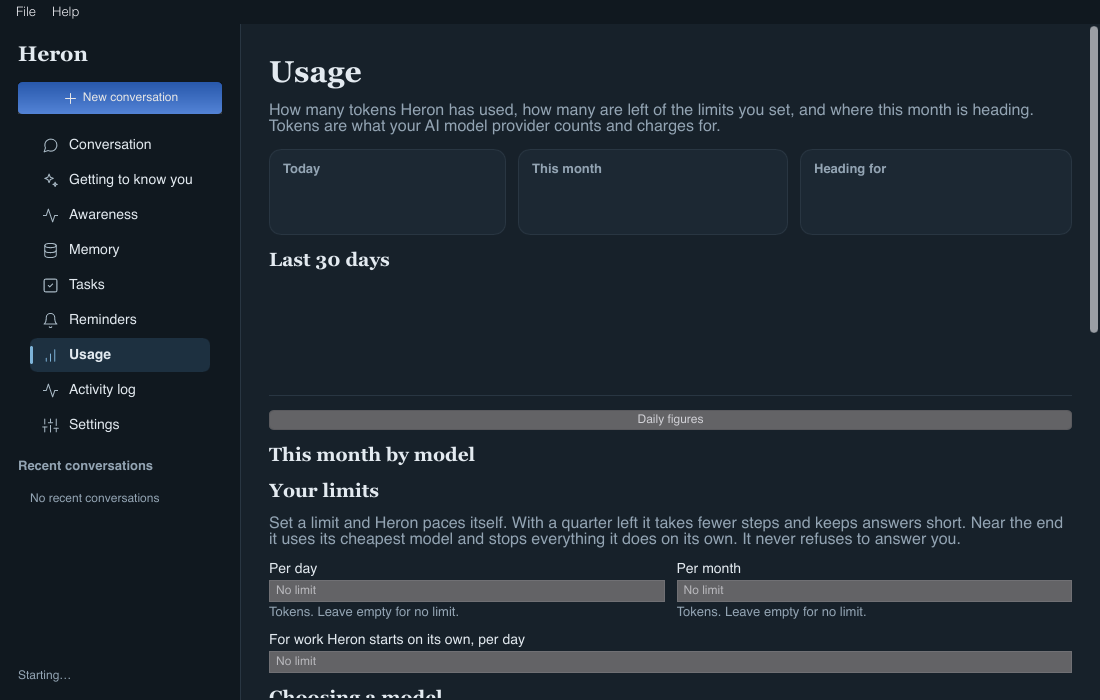 File Help
Heron
New conversation
Conversation
Getting to know you
Awareness
Memory
Tasks
Reminders
Usage
Activity log
Settings
Recent conversations
No recent conversations
Starting…
Usage
How many tokens Heron has used, how many are left of the limits you set, and where this month is heading.
Tokens are what your AI model provider counts and charges for.
Today
This month
Heading for
Last 30 days
Daily figures
This month by model
Your limits
Set a limit and Heron paces itself. With a quarter left it takes fewer steps and keeps answers short. Near the end
it uses its cheapest model and stops everything it does on its own. It never refuses to answer you.
Per day
No limit
Tokens. Leave empty for no limit.
Per month
No limit
Tokens. Leave empty for no limit.
For work Heron starts on its own, per day
No limit
Choosing a model